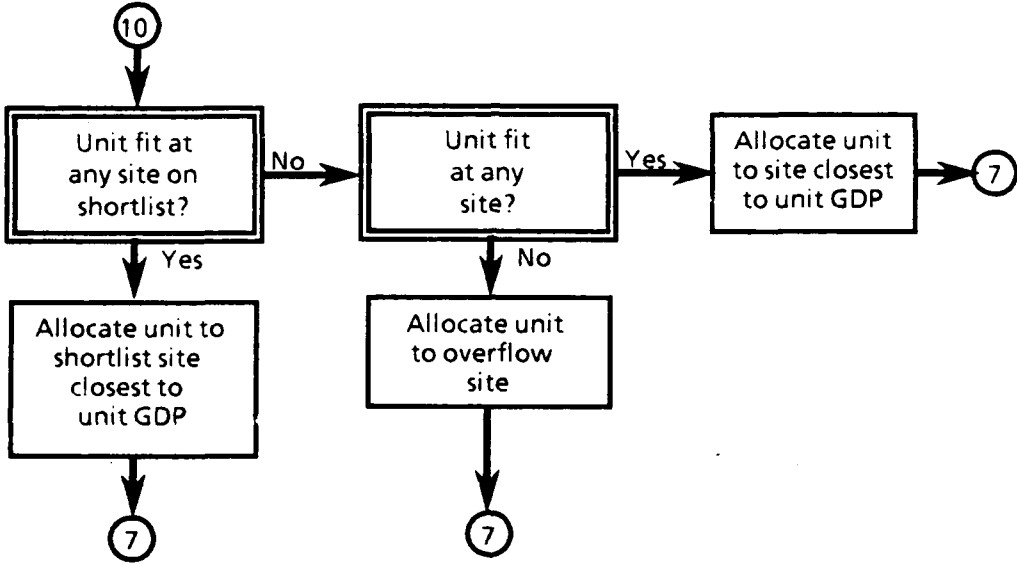 10
Unit fit at
any site on
shortlist?
No
Unit fit
at any
site?
Yes
Allocate unit
to site closest
to unit GDP
7
Yes
Allocate unit to
shortlist site
closest to
unit GDP
7
No
Allocate unit
to overflow
site
7